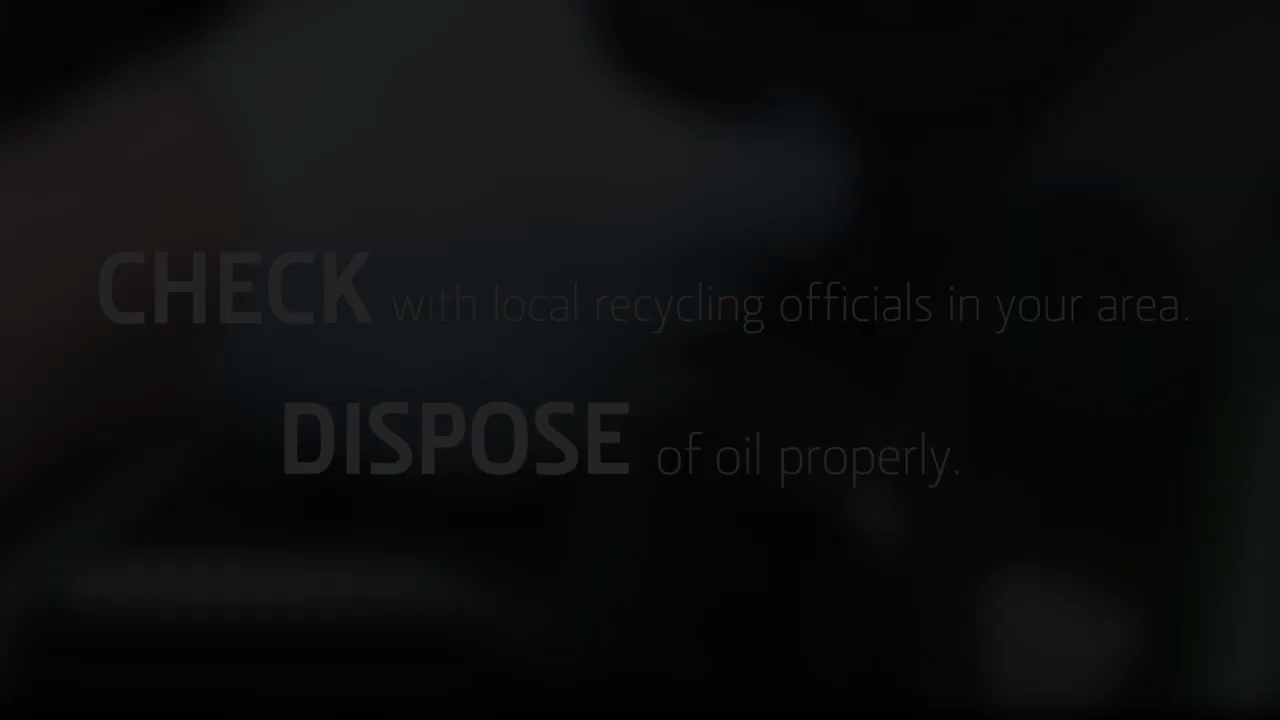 CHECK with local recycling officials in your area.
DISPOSE of oil properly.